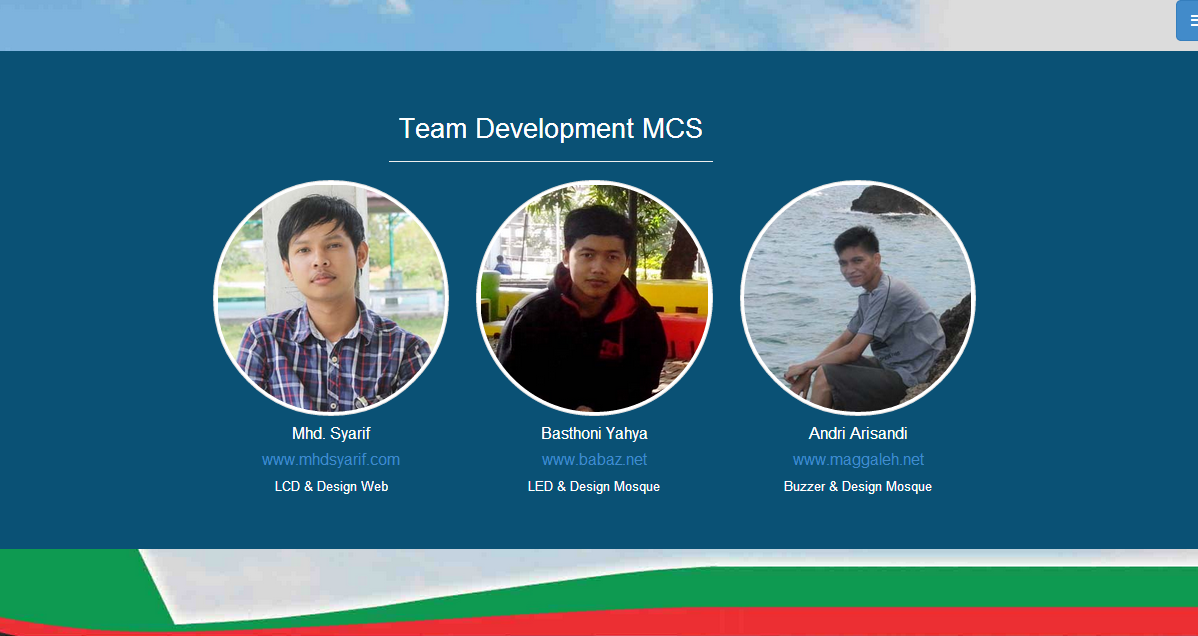 Team Development MCS
Mhd. Syarif
www.mhdsyarif.com
LCD & Design Web
Basthoni Yahya
www.babaz.net
LED & Design Mosque
Andri Arisandi
www.maggaleh.net
Buzzer & Design Mosque